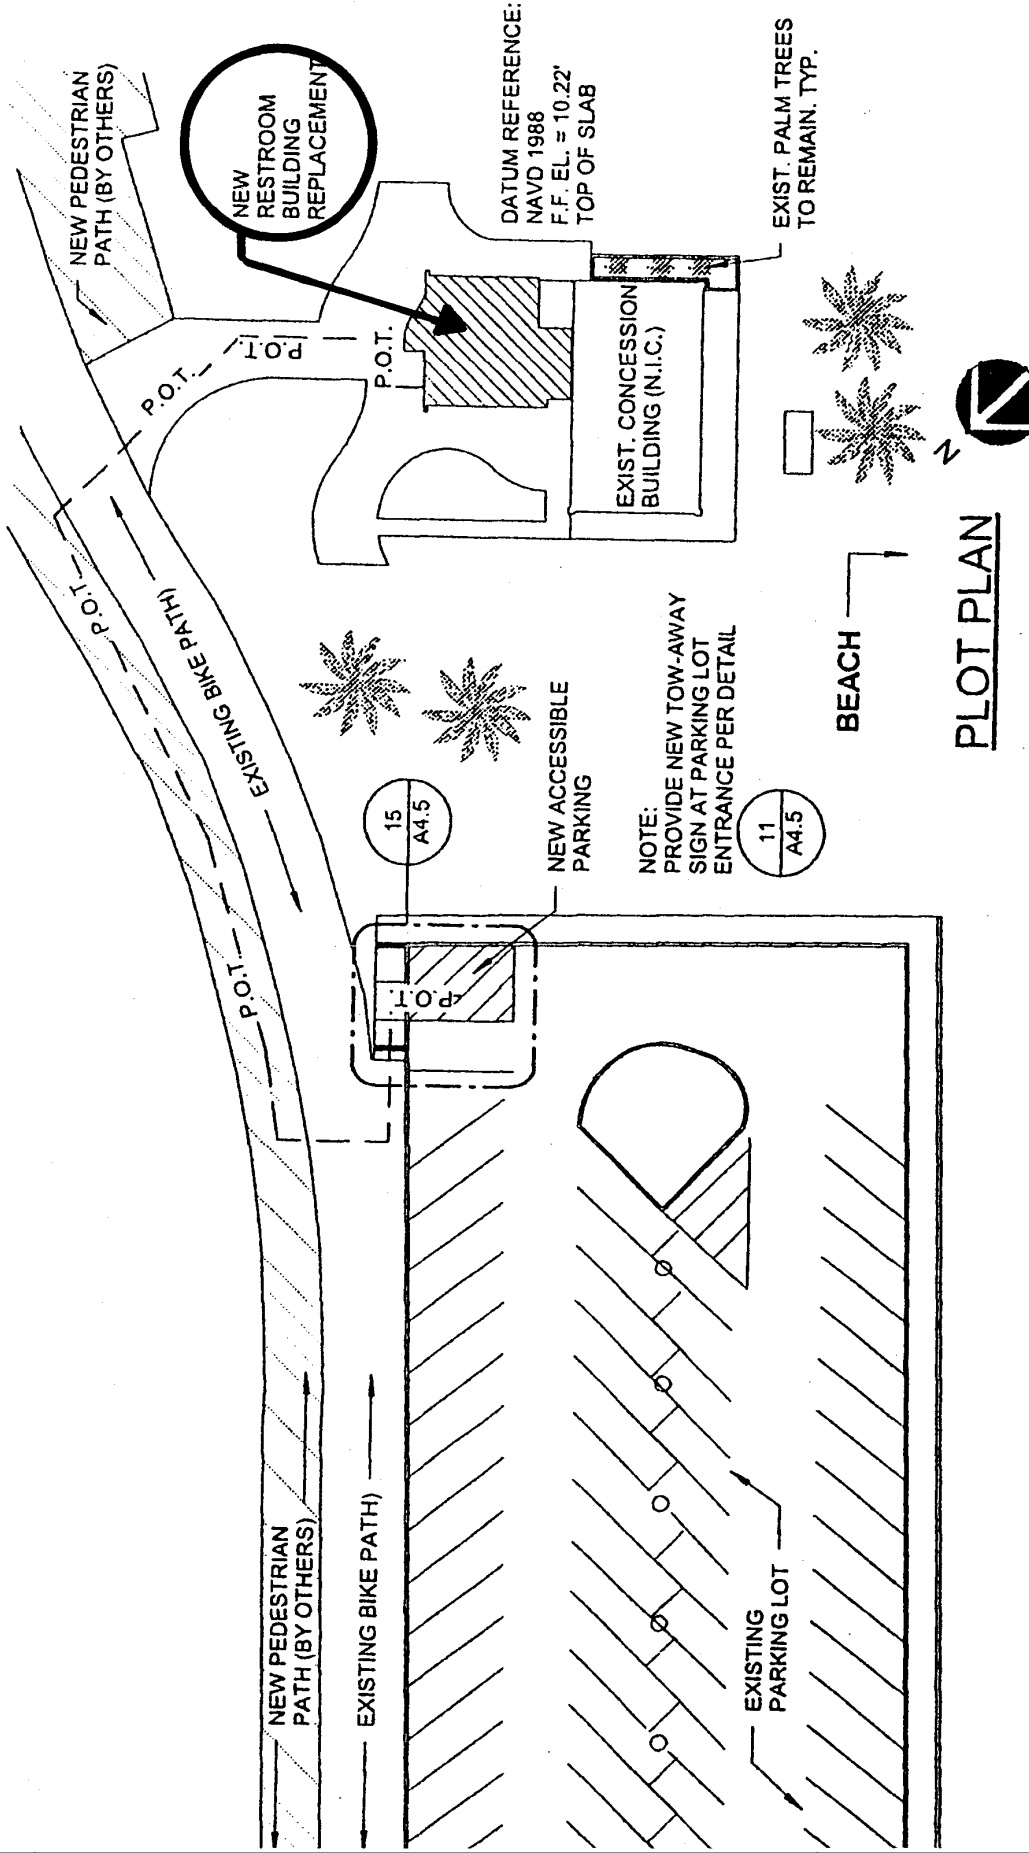 NEW PEDESTRIAN
PATH (BY OTHERS)
NEW
RESTROOM
BUILDING
REPLACEMENT
DATUM REFERENCE:
NAVD 1988
F.F. EL. = 10.22'
TOP OF SLAB
EXIST. PALM TREES
TO REMAIN. TYP.
P.O.T.
P.O.T.
P.O.T.
EXIST. CONCESSION
BUILDING (N.I.C.)
P.O.T.
EXISTING BIKE PATH)
P.O.T.
P.O.T.
15
A4.5
NEW ACCESSIBLE
PARKING
NOTE:
PROVIDE NEW TOW-AWAY
SIGN AT PARKING LOT
ENTRANCE PER DETAIL
11
A4.5
BEACH
N
PLOT PLAN
NEW PEDESTRIAN
PATH (BY OTHERS)
EXISTING BIKE PATH)
EXISTING
PARKING LOT